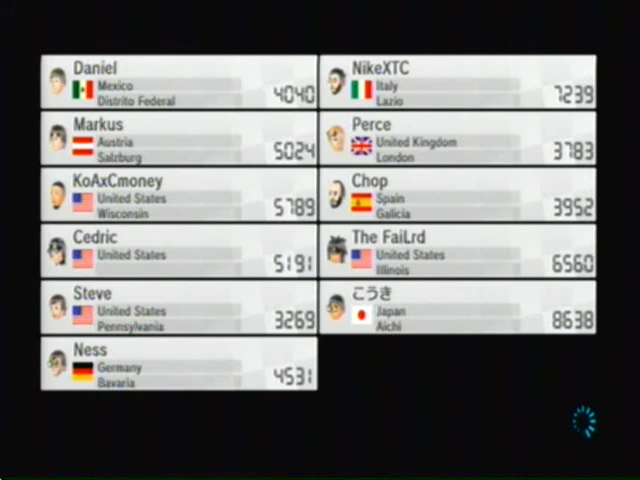 Daniel
Mexico
Distrito Federal
4040
NikeXTC
Italy
Lazio
7239
Markus
Austria
Salzburg
5024
Perce
United Kingdom
London
3783
KoAxCmoney
United States
Wisconsin
5789
Chop
Spain
Galicia
3952
Cedric
United States
5191
The FaiLrd
United States
Illinois
6560
Steve
United States
Pennsylvania
3269
こうき
Japan
Aichi
8638
Ness
Germany
Bavaria
4531